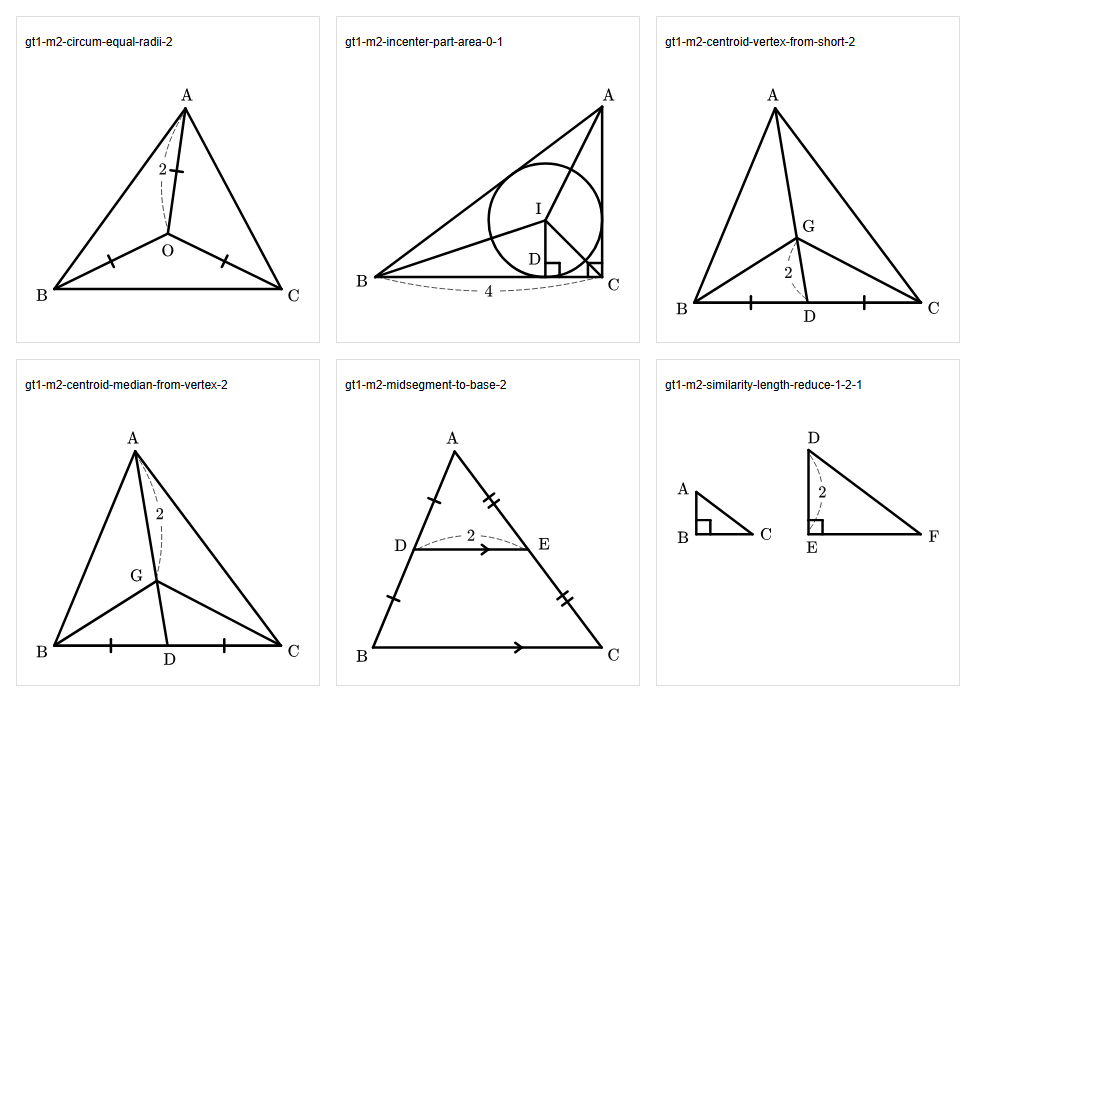 gt1-m2-circum-equal-radii-2
A
2
O
B
C
gt1-m2-incenter-part-area-0-1
A
I
D
B
4
C
gt1-m2-centroid-vertex-from-short-2
A
G
2
B
D
C
gt1-m2-centroid-median-from-vertex-2
A
2
G
B
D
C
gt1-m2-midsegment-to-base-2
A
D
2
E
B
C
gt1-m2-similarity-length-reduce-1-2-1
D
A
2
B
C
E
F